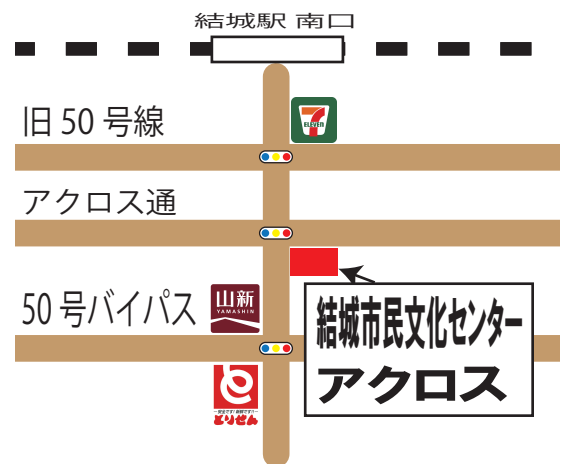 結城駅 南口
旧 50 号線
7
ELEVEN
アクロス通
50 号バイパス
山新
YAMASHIN
結城市民文化センター
アクロス
とりせん